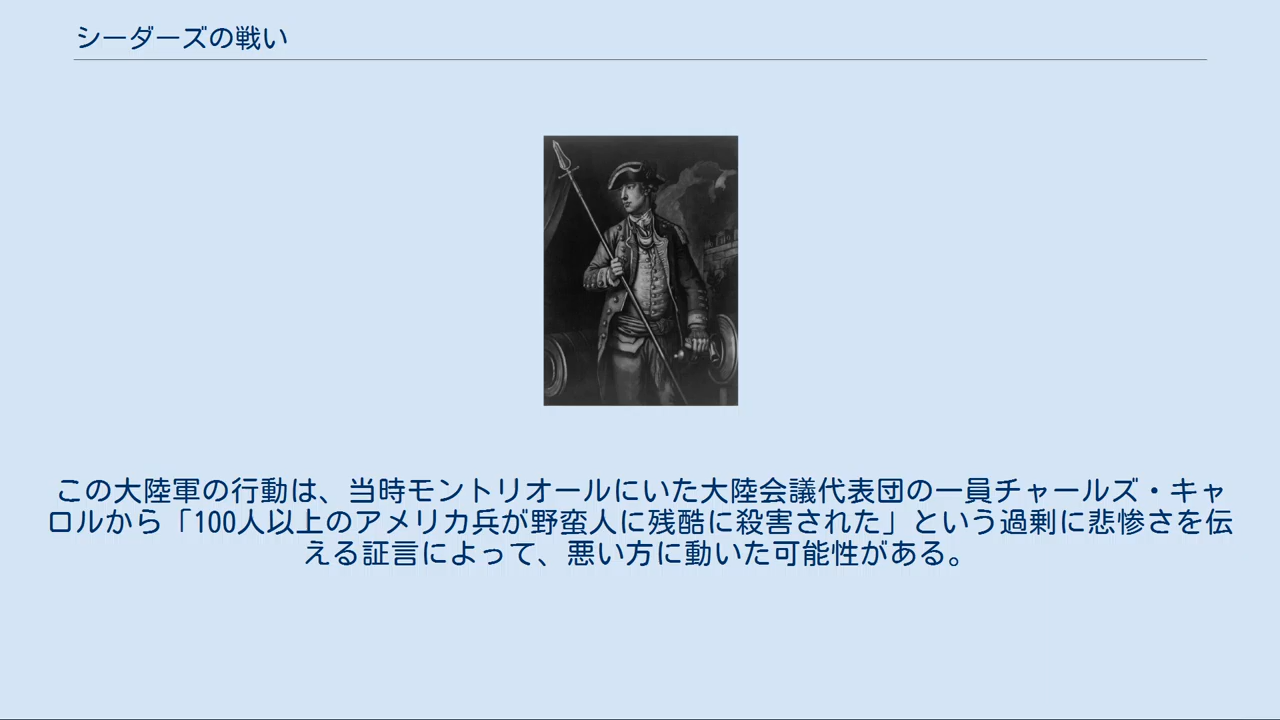 シーダーズの戦い
この大陸軍の行動は、当時モントリオールにいた大陸会議代表団の一員チャールズ・キャ
ロルから「100人以上のアメリカ兵が野蛮人に残酷に殺害された」という過剰に悲惨さを伝
える証言によって、悪い方に動いた可能性がある。